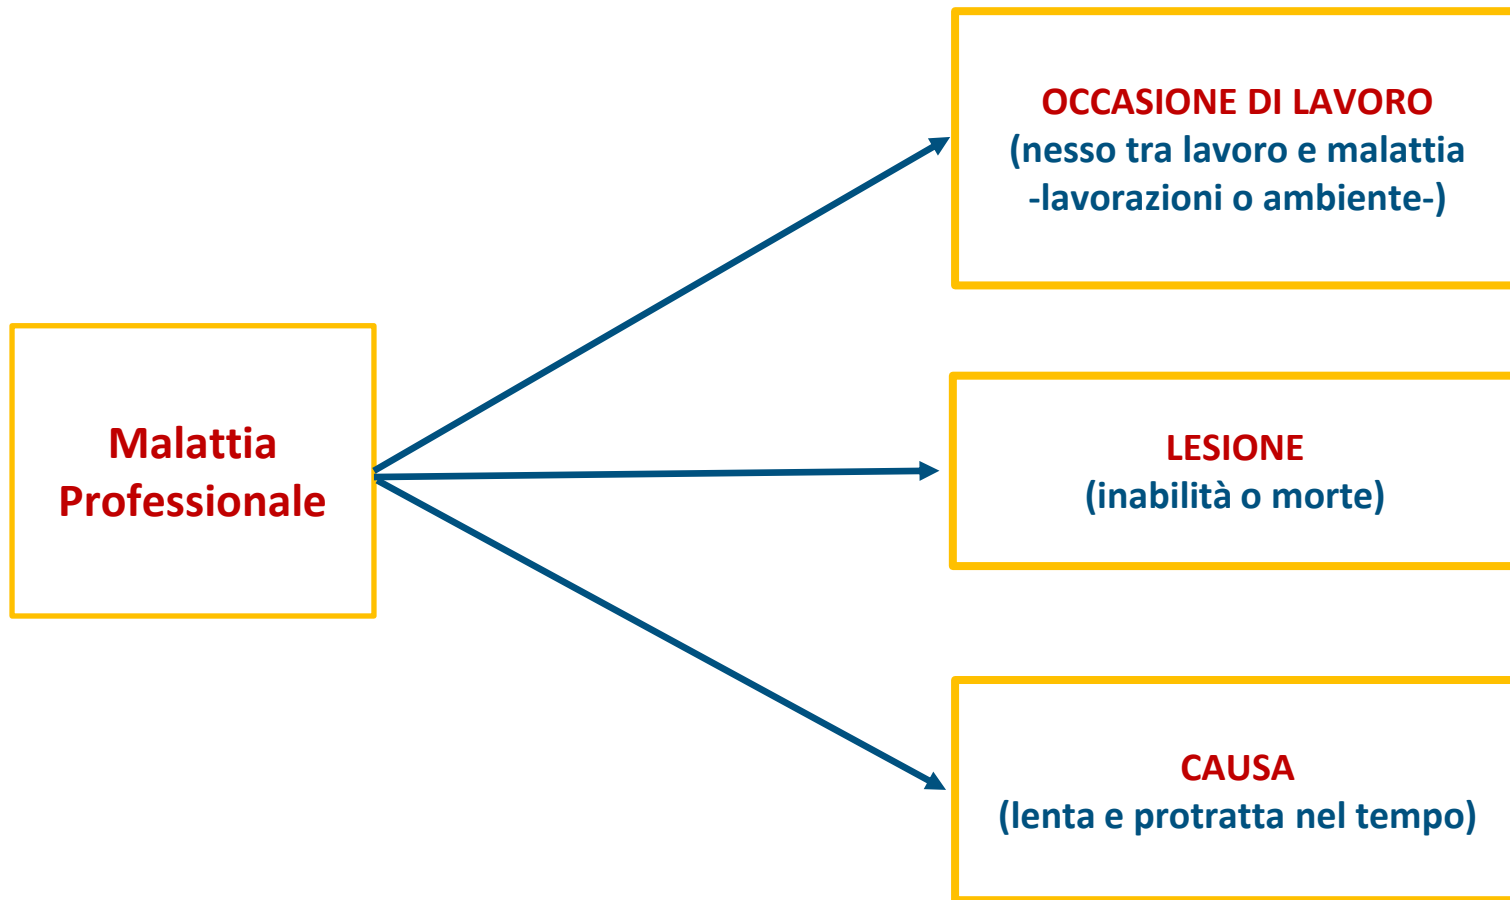 OCCASIONE DI LAVORO
(nesso tra lavoro e malattia
-lavorazioni o ambiente-)
Malattia
Professionale
LESIONE
(inabilità o morte)
CAUSA
(lenta e protratta nel tempo)